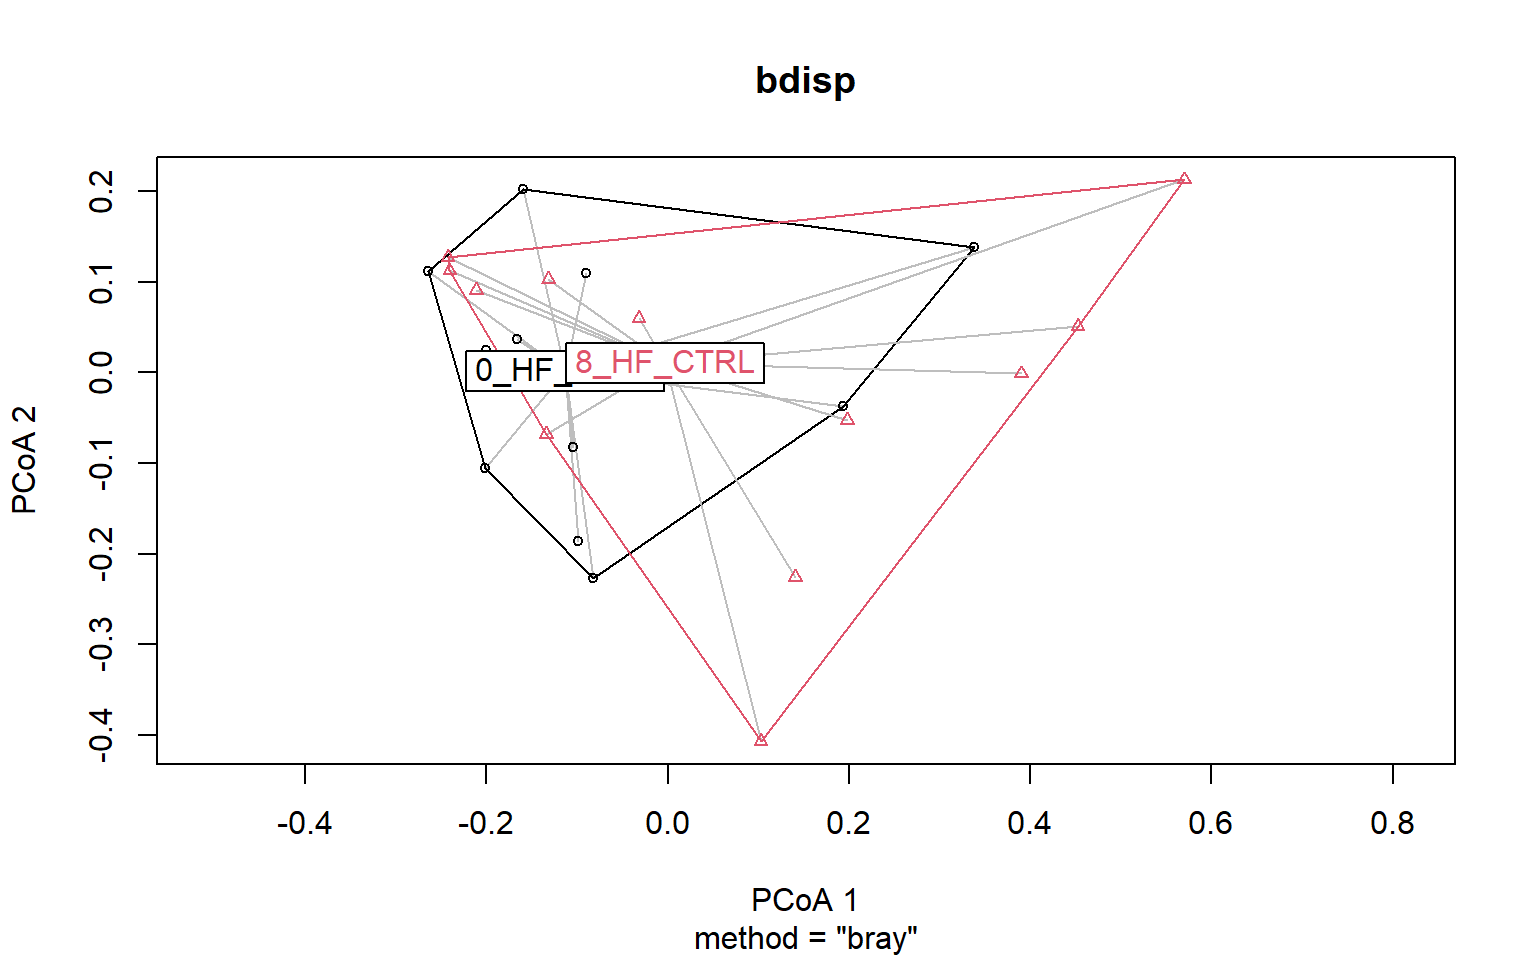 bdisp
PCoA 2
0.2
0.1
0.0
-0.1
-0.2
-0.3
-0.4
0_HF_
8_HF_CTRL
-0.4 -0.2 0.0 0.2 0.4 0.6 0.8
PCoA 1
method = "bray"